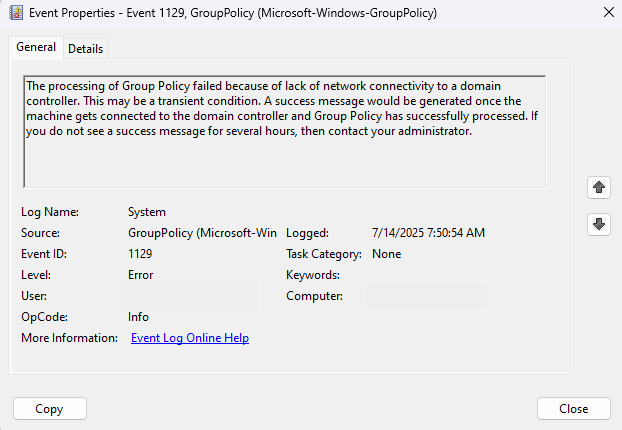 Event Properties - Event 1129, GroupPolicy (Microsoft-Windows-GroupPolicy)
General Details
The processing of Group Policy failed because of lack of network connectivity to a domain
controller. This may be a transient condition. A success message would be generated once the
machine gets connected to the domain controller and Group Policy has successfully processed. If
you do not see a success message for several hours, then contact your administrator.
Log Name: System
Source: GroupPolicy (Microsoft-Win Logged: 7/14/2025 7:50:54 AM
Event ID: 1129 Task Category: None
Level: Error Keywords:
User: Computer:
OpCode: Info
More Information: Event Log Online Help
Copy Close